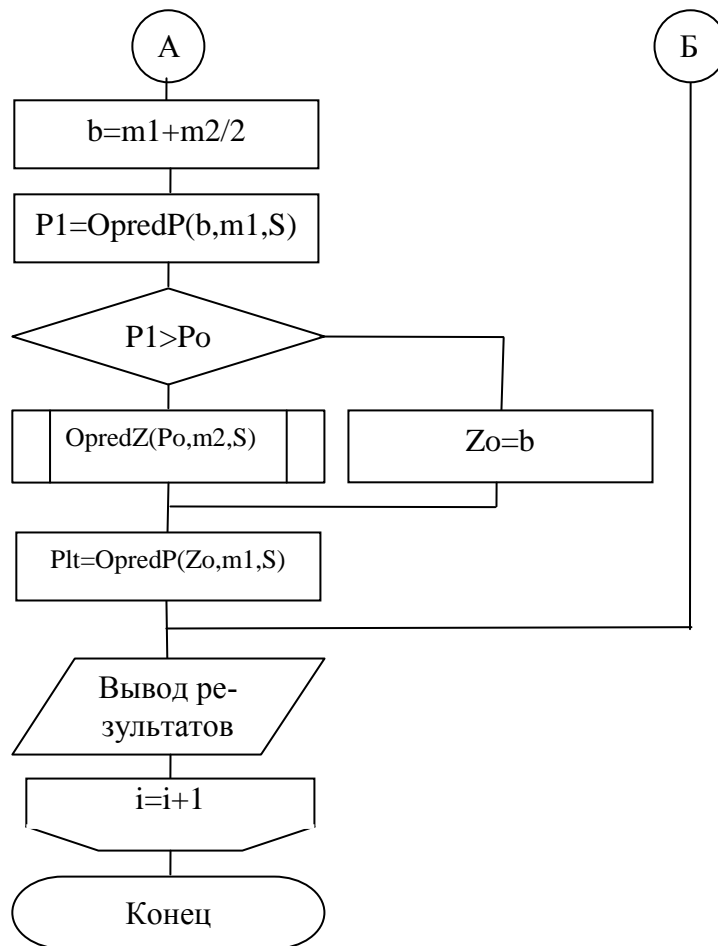 А
Б
b=m1+m2/2
P1=OpredP(b,m1,S)
P1>Po
OpredZ(Po,m2,S)
Zo=b
Plt=OpredP(Zo,m1,S)
Вывод ре-
зультатов
i=i+1
Конец